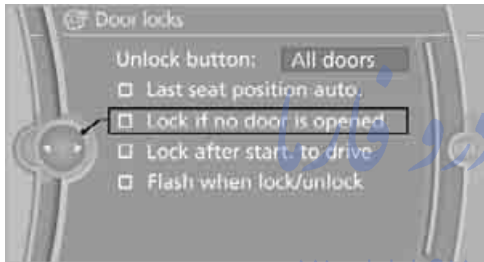 Door locks
Unlock button: All doors
Last seat position auto.
Lock if no door is opened
Lock after start. to drive
Flash when lock/unlock